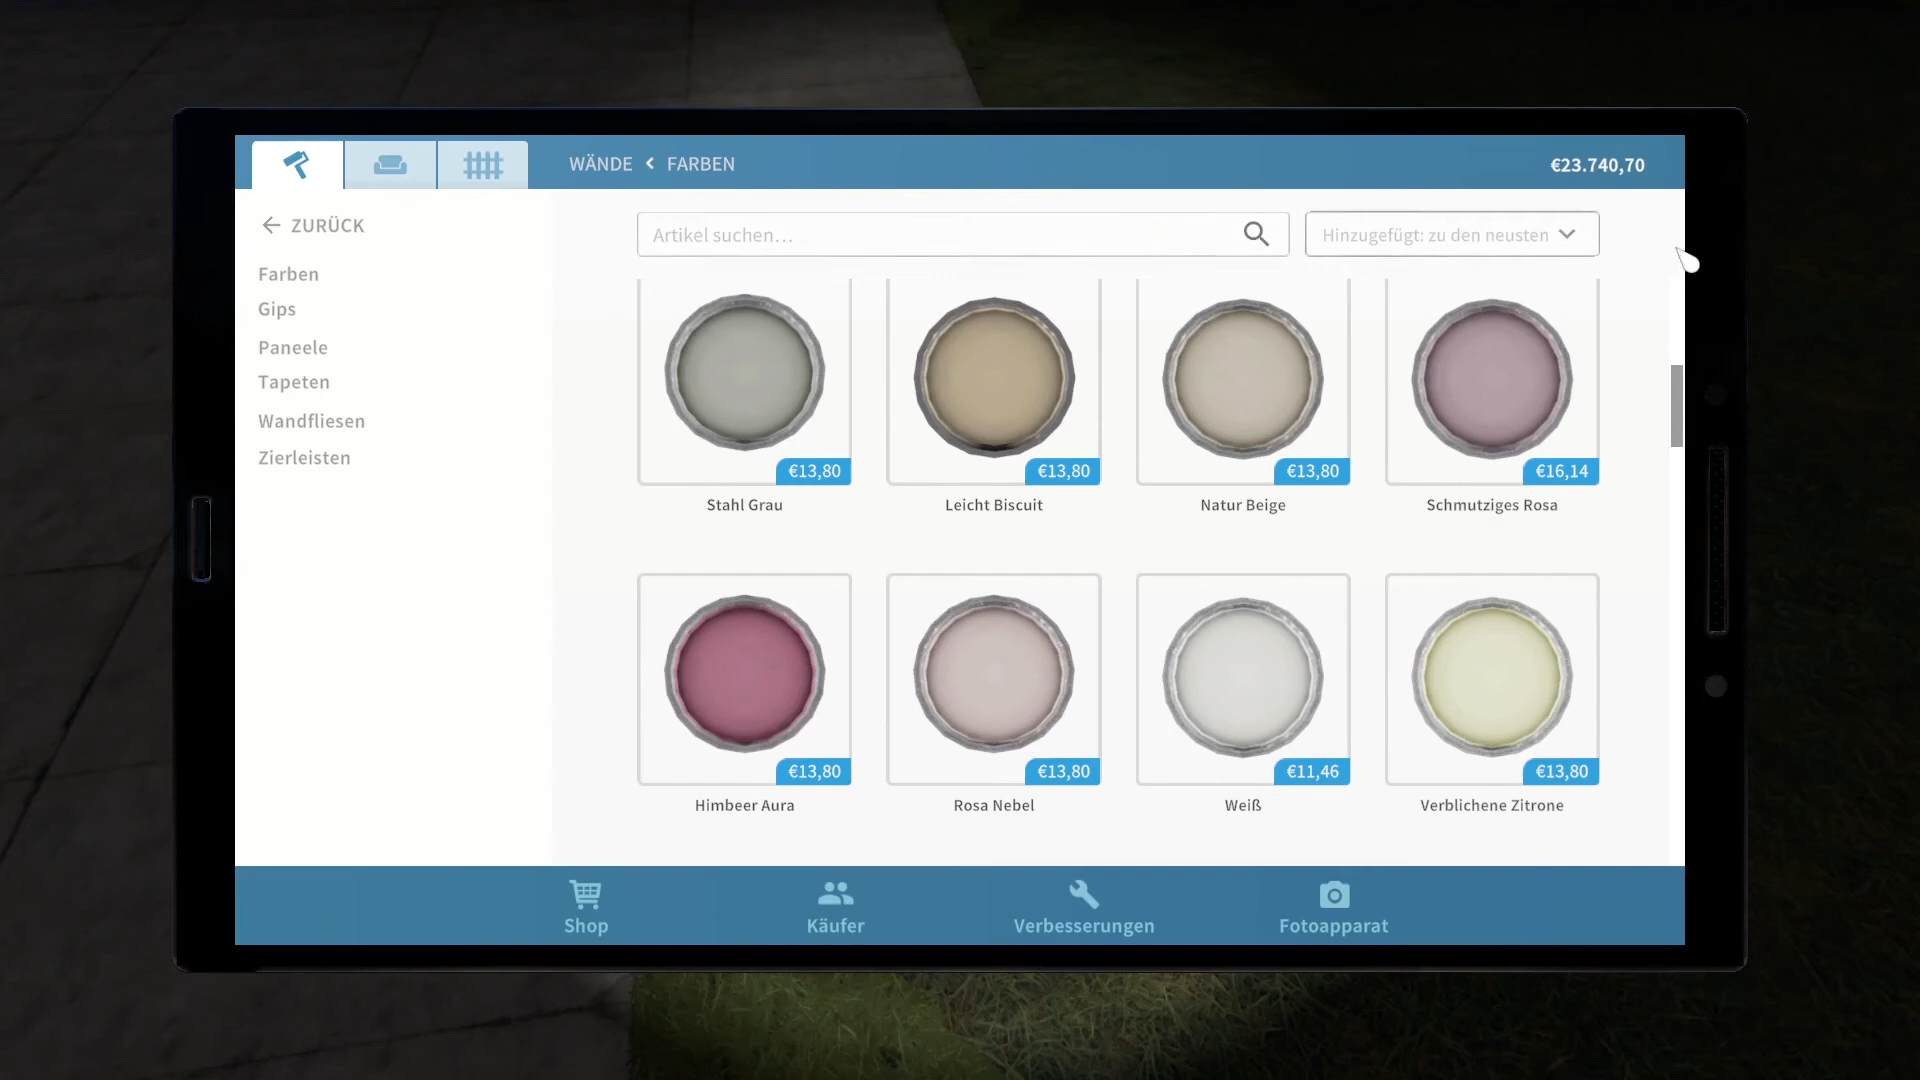 WÄNDE < FARBEN
€23.740,70
ZURÜCK
Farben
Gips
Paneele
Tapeten
Wandfliesen
Zierleisten
Artikel suchen...
Hinzugefügt: zu den neusten
€13,80
€13,80
€13,80
€16,14
Stahl Grau
Leicht Biscuit
Natur Beige
Schmutziges Rosa
€13,80
€13,80
€11,46
€13,80
Himbeer Aura
Rosa Nebel
Weiß
Verblichene Zitrone
Shop
Käufer
Verbesserungen
Fotoapparat